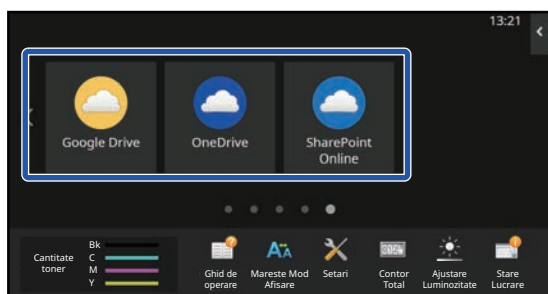 13:21
Google Drive
OneDrive
SharePoint
Online
Cantitate
toner
Bk
C
M
Y
Ghid de
operare
Mareste Mod
Afisare
Setari
Contor
Total
Ajustare
Luminozitate
Stare
Lucrare